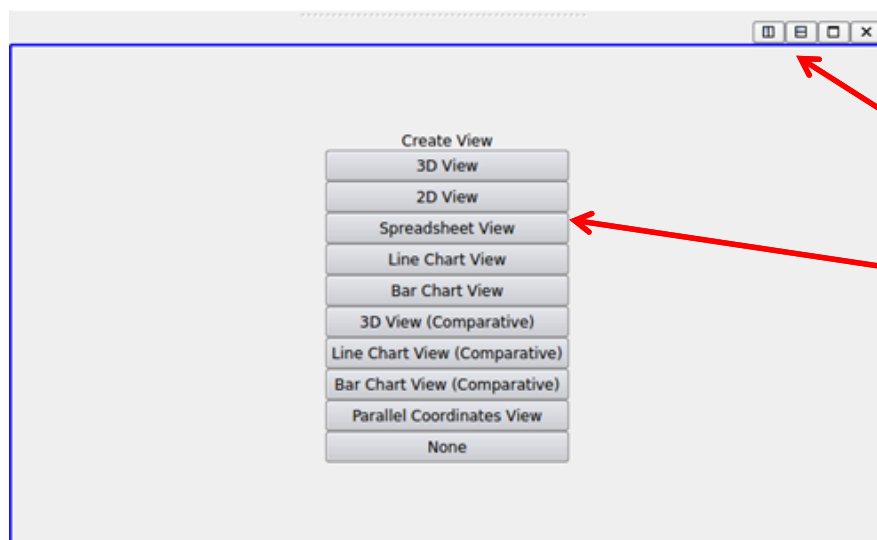 Create View
3D View
2D View
Spreadsheet View
Line Chart View
Bar Chart View
3D View (Comparative)
Line Chart View (Comparative)
Bar Chart View (Comparative)
Parallel Coordinates View
None